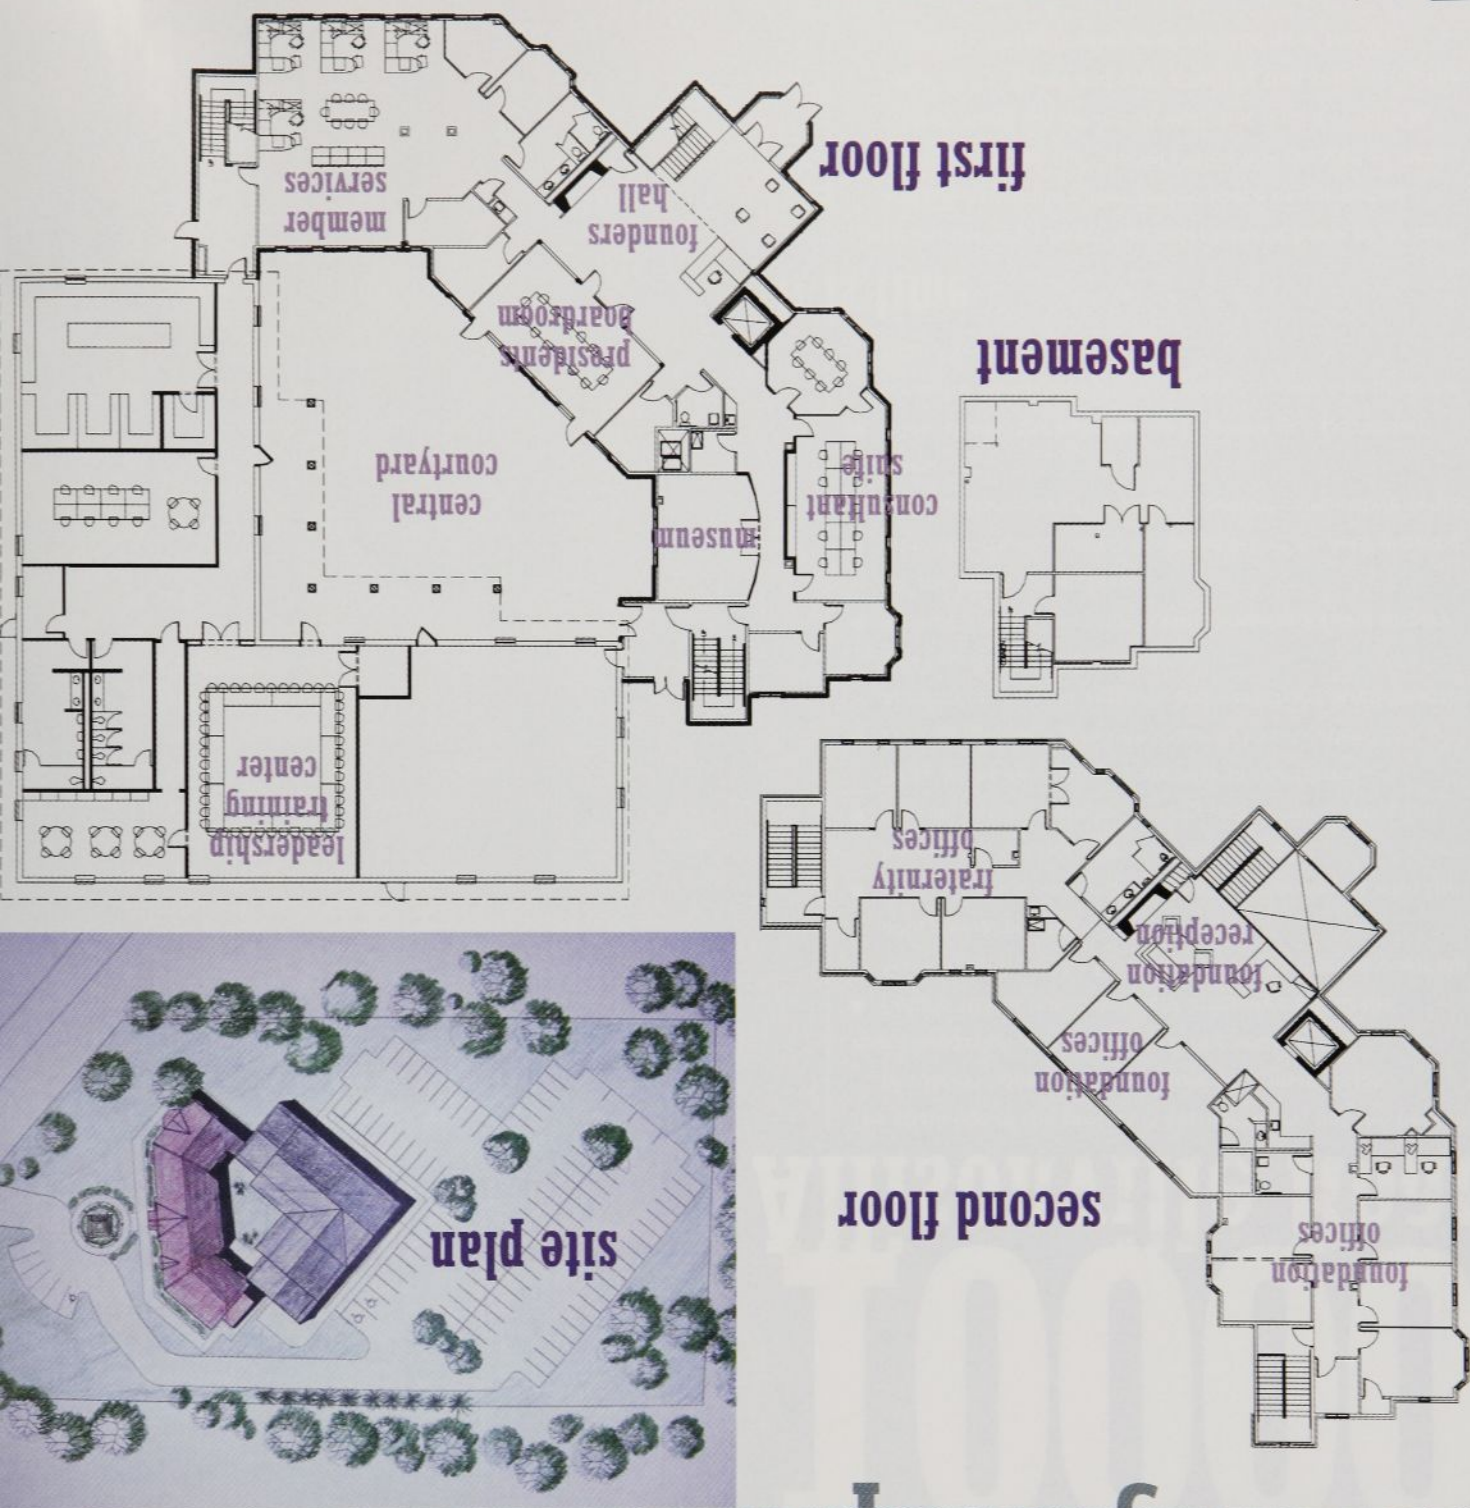 foundation
offices
second floor
foundation
offices
foundation
reception
fraternity
offices
site plan
basement
first floor
leadership
training
center
museum
consultant
suite
central
courtyard
presidents
boardroom
founders
hall
member
services